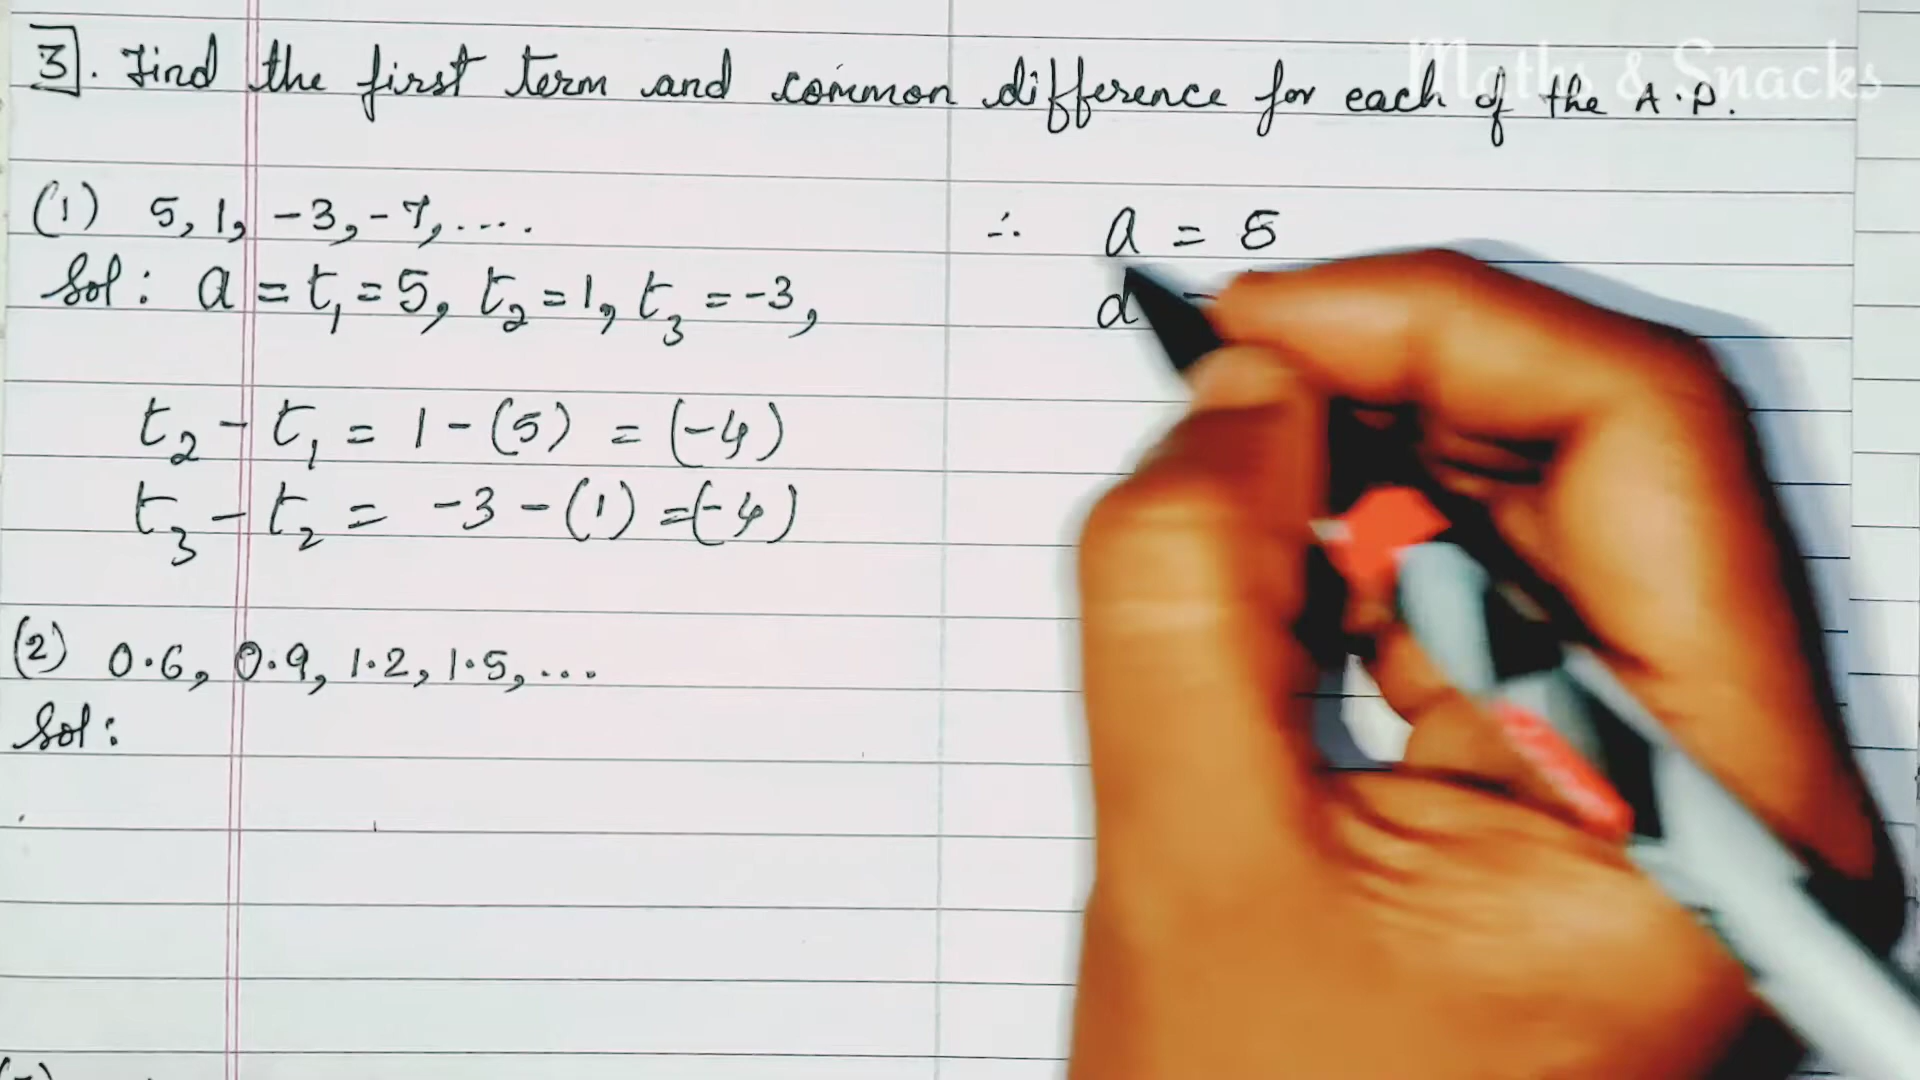 3. Find the first term and common difference for each of the A.P.
Maths & Snacks
(1) 5, 1, -3, -7, ....
Sol: a = t₁ = 5, t₂ = 1, t₃ = -3,
t₂ - t₁ = 1 - (5) = (-4)
t₃ - t₂ = -3 - (1) = (-4)
∴ a = 5
d
(2) 0.6, 0.9, 1.2, 1.5, ...
Sol: